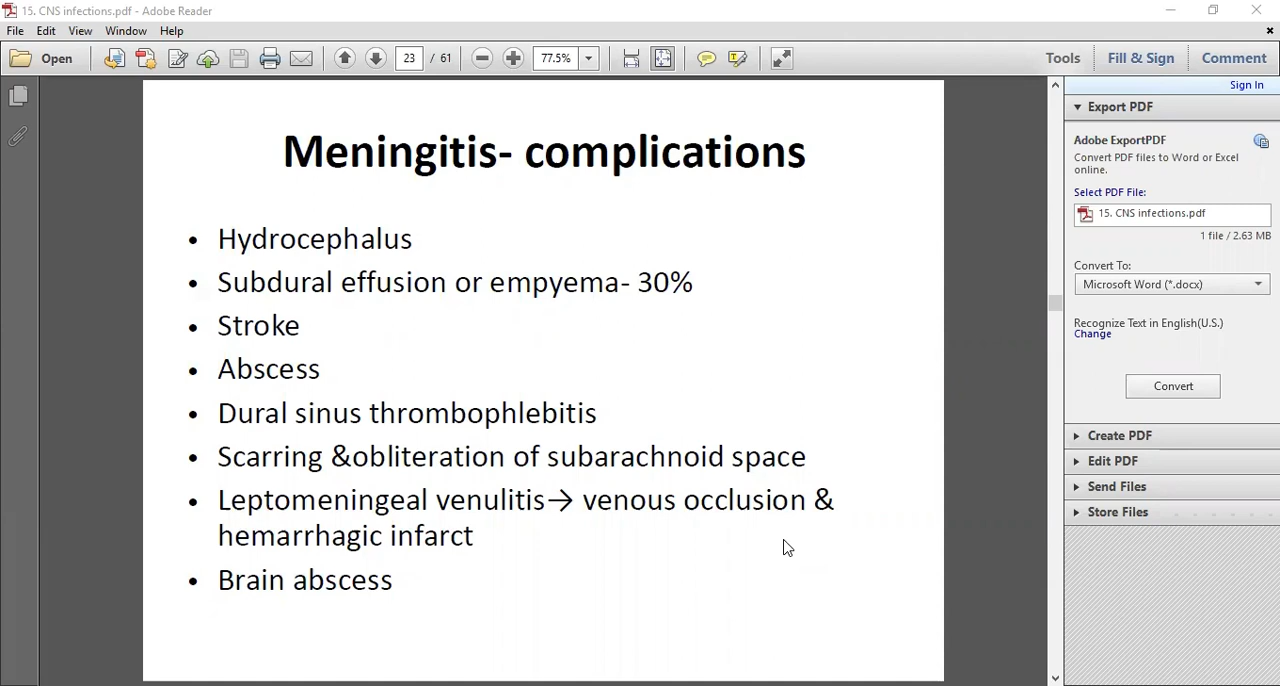 15. CNS infections.pdf - Adobe Reader
File Edit View Window Help
Open 23 / 61 77.5% Tools Fill & Sign Comment
Sign In
Export PDF
Adobe ExportPDF
Convert PDF files to Word or Excel
online.
Select PDF File:
15. CNS infections.pdf
1 file / 2.63 MB
Convert To:
Microsoft Word (*.docx)
Recognize Text in English(U.S.)
Change
Convert
Create PDF
Edit PDF
Send Files
Store Files
Meningitis- complications
• Hydrocephalus
• Subdural effusion or empyema- 30%
• Stroke
• Abscess
• Dural sinus thrombophlebitis
• Scarring &obliteration of subarachnoid space
• Leptomeningeal venulitis→ venous occlusion &
hemarrhagic infarct
• Brain abscess